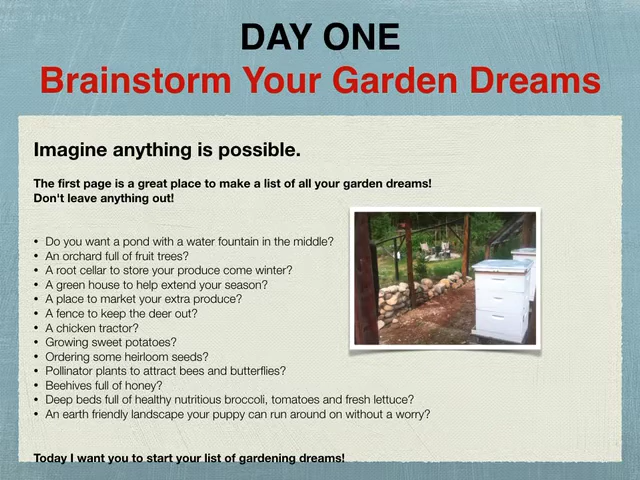 DAY ONE
Brainstorm Your Garden Dreams
Imagine anything is possible.
The first page is a great place to make a list of all your garden dreams!
Don't leave anything out!
• Do you want a pond with a water fountain in the middle?
• An orchard full of fruit trees?
• A root cellar to store your produce come winter?
• A green house to help extend your season?
• A place to market your extra produce?
• A fence to keep the deer out?
• A chicken tractor?
• Growing sweet potatoes?
• Ordering some heirloom seeds?
• Pollinator plants to attract bees and butterflies?
• Beehives full of honey?
• Deep beds full of healthy nutritious broccoli, tomatoes and fresh lettuce?
• An earth friendly landscape your puppy can run around on without a worry?
Today I want you to start your list of gardening dreams!